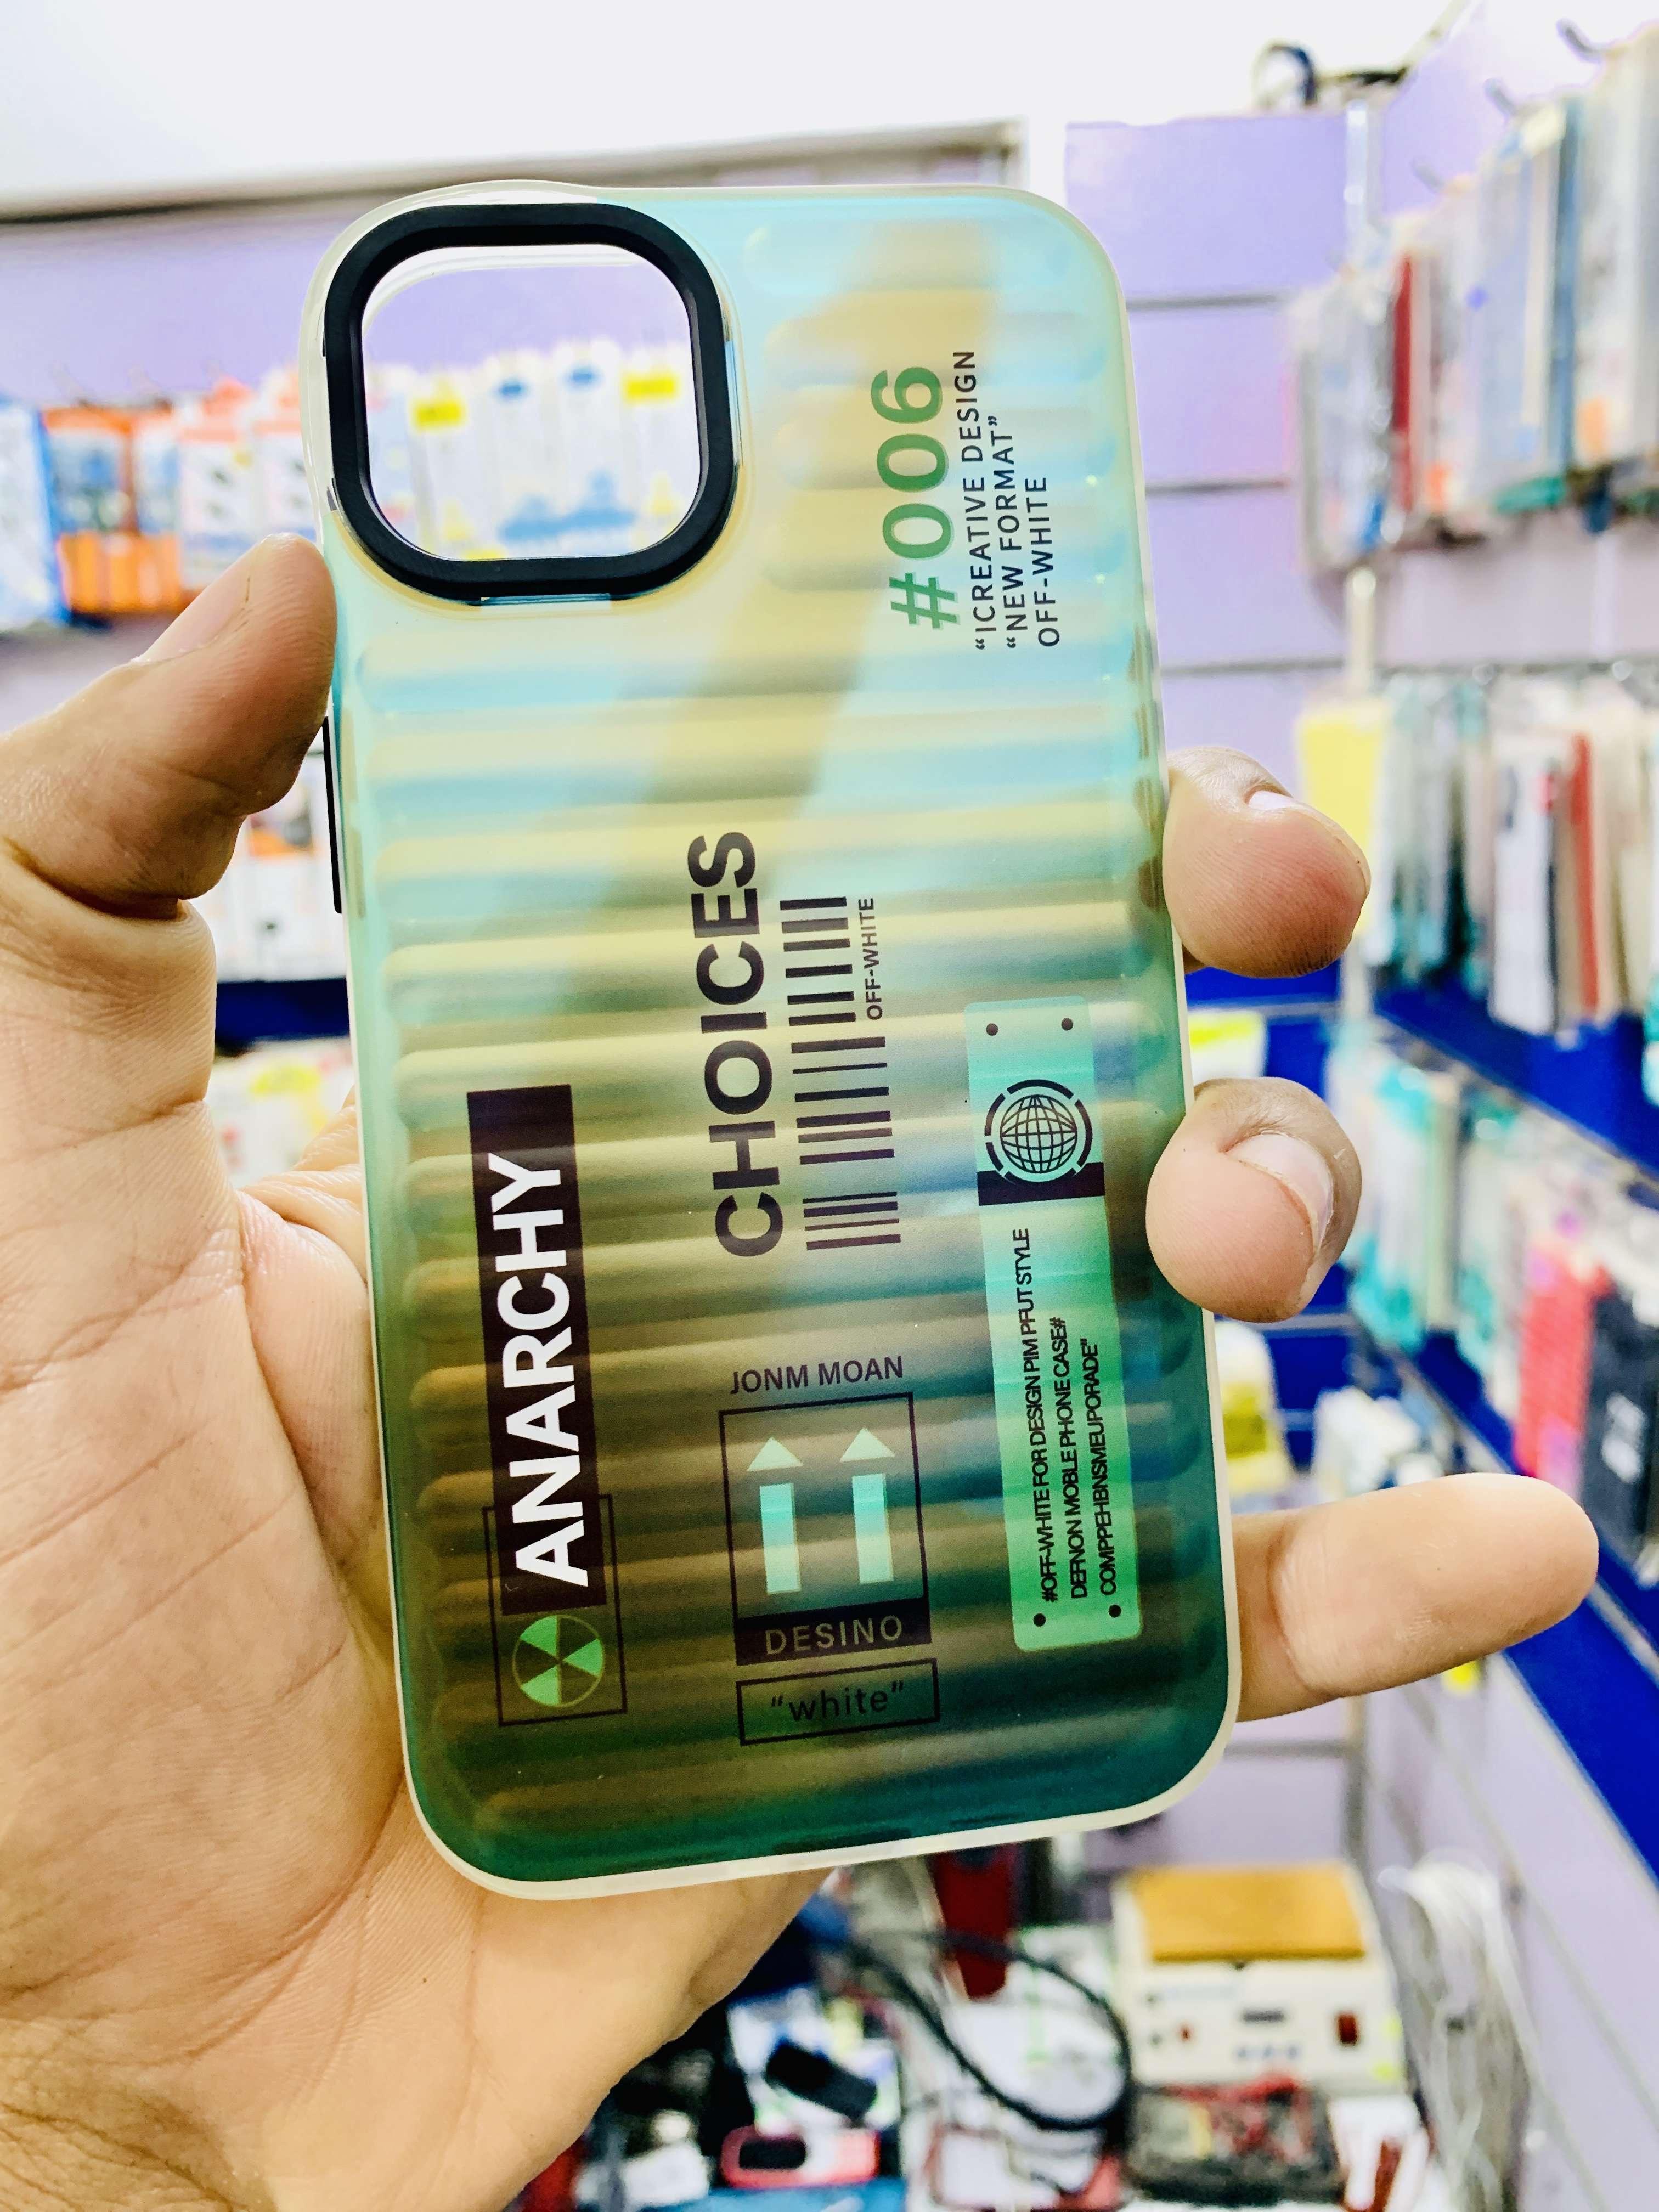 #006
“ICREATIVE DESIGN
“NEW FORMAT”
OFF-WHITE
CHOICES
OFF-WHITE
ANARCHY
JONM MOAN
DESINO
“white”
#OFF-WHITE FOR DESIGN PIM PFUT STYLE
DEFNON MOBLE PHONE CASE#
COMPPEHBNSMEUPORADE"